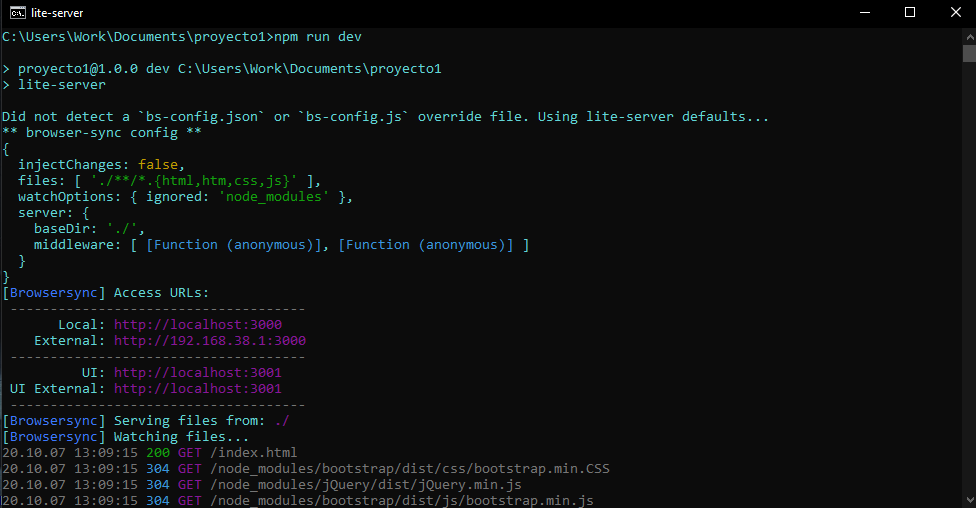 lite-server
C:\Users\Work\Documents\proyecto1>npm run dev
> proyecto1@1.0.0 dev C:\Users\Work\Documents\proyecto1
> lite-server
Did not detect a `bs-config.json` or `bs-config.js` override file. Using lite-server defaults...
** browser-sync config **
{
  injectChanges: false,
  files: [ './**/*.{html,htm,css,js}' ],
  watchOptions: { ignored: 'node_modules' },
  server: {
    baseDir: './',
    middleware: [ [Function (anonymous)], [Function (anonymous)] ]
  }
}
[Browsersync] Access URLs:
 -------------------------------------
       Local: http://localhost:3000
    External: http://192.168.38.1:3000
 -------------------------------------
          UI: http://localhost:3001
 UI External: http://localhost:3001
 -------------------------------------
[Browsersync] Serving files from: ./
[Browsersync] Watching files...
20.10.07 13:09:15 200 GET /index.html
20.10.07 13:09:15 304 GET /node_modules/bootstrap/dist/css/bootstrap.min.CSS
20.10.07 13:09:15 304 GET /node_modules/jQuery/dist/jQuery.min.js
20.10.07 13:09:15 304 GET /node_modules/bootstrap/dist/js/bootstrap.min.js